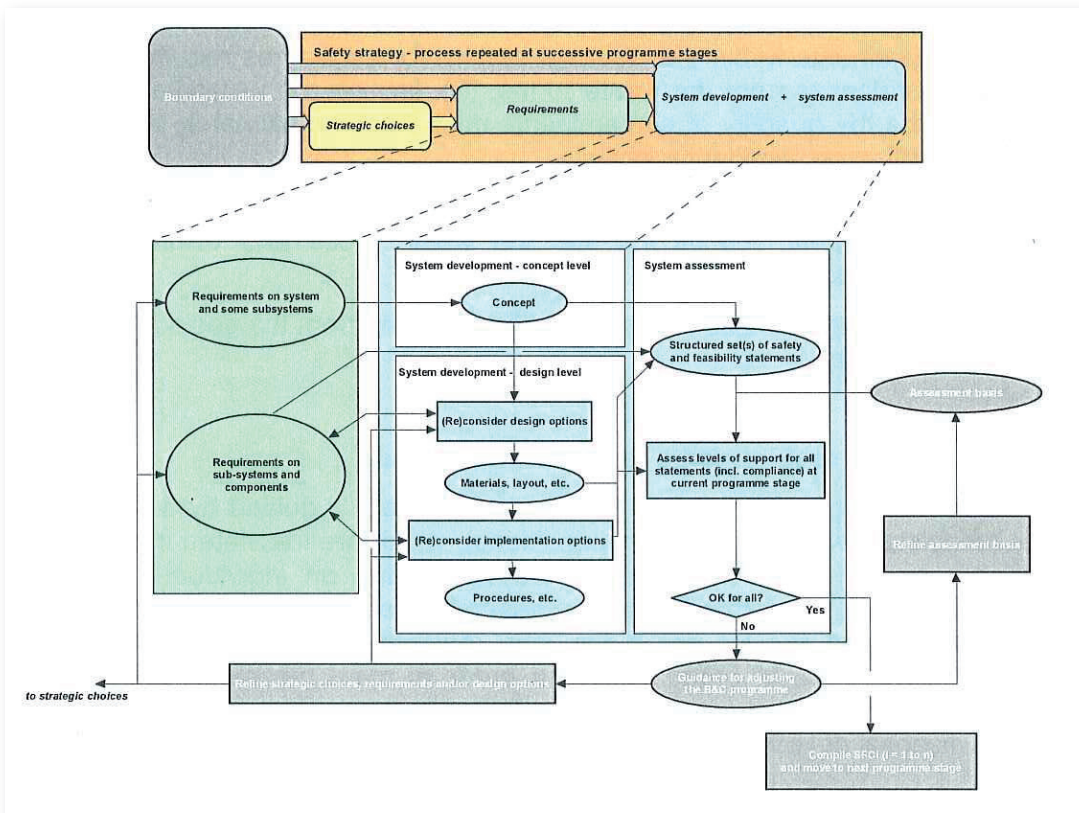 Safety strategy - process repeated at successive programme stages
Boundary conditions
Strategic choices
Requirements
System development + system assessment
System development - concept level
System assessment
Requirements on system
and some subsystems
Concept
Structured set(s) of safety
and feasibility statements
System development - design level
Assessment basis
(Re)consider design options
Requirements on
sub-systems and
components
Assess levels of support for all
statements (incl. compliance) at
current programme stage
Materials, layout, etc.
(Re)consider implementation options
Refine assessment basis
Procedures, etc.
OK for all?
Yes
No
to strategic choices
Refine strategic choices, requirements and/or design options
Guidance for adjusting
the B&C programme
Compile SFCi (i = 1 to n)
and move to next programme stage